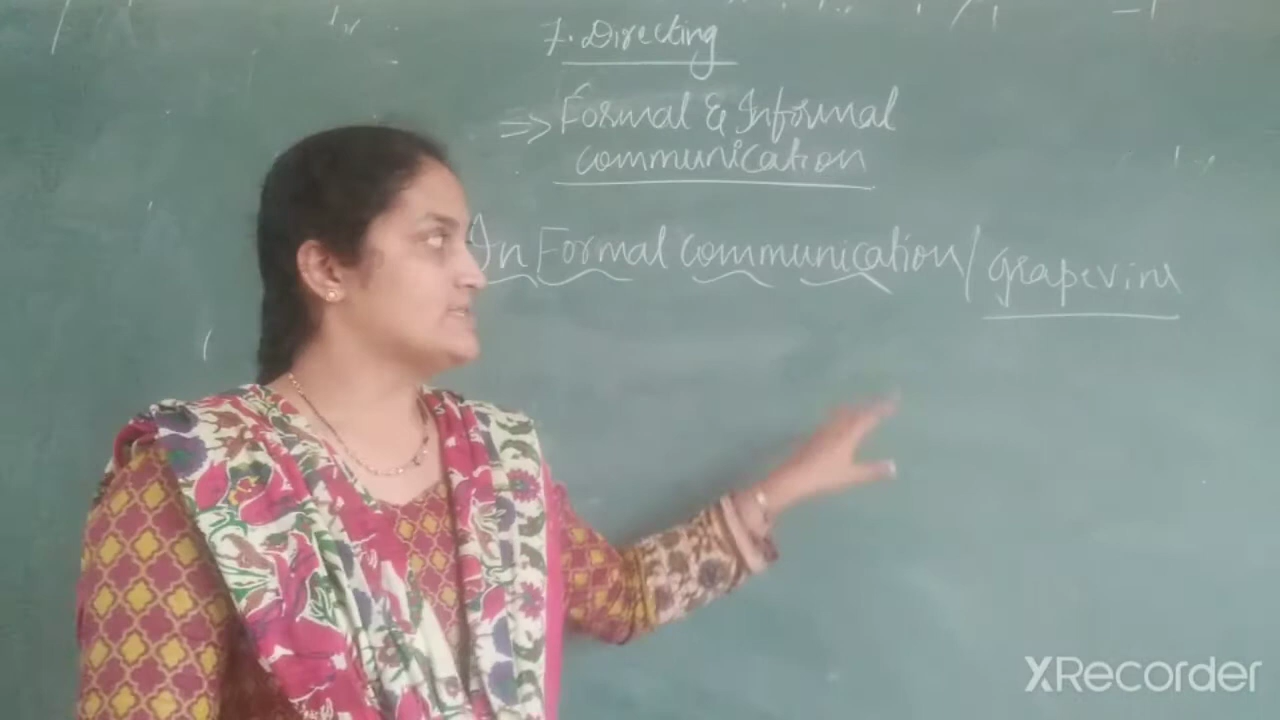 7. Directing
=> Formal & Informal
communication
InFormal communication/ grapevine
XRecorder